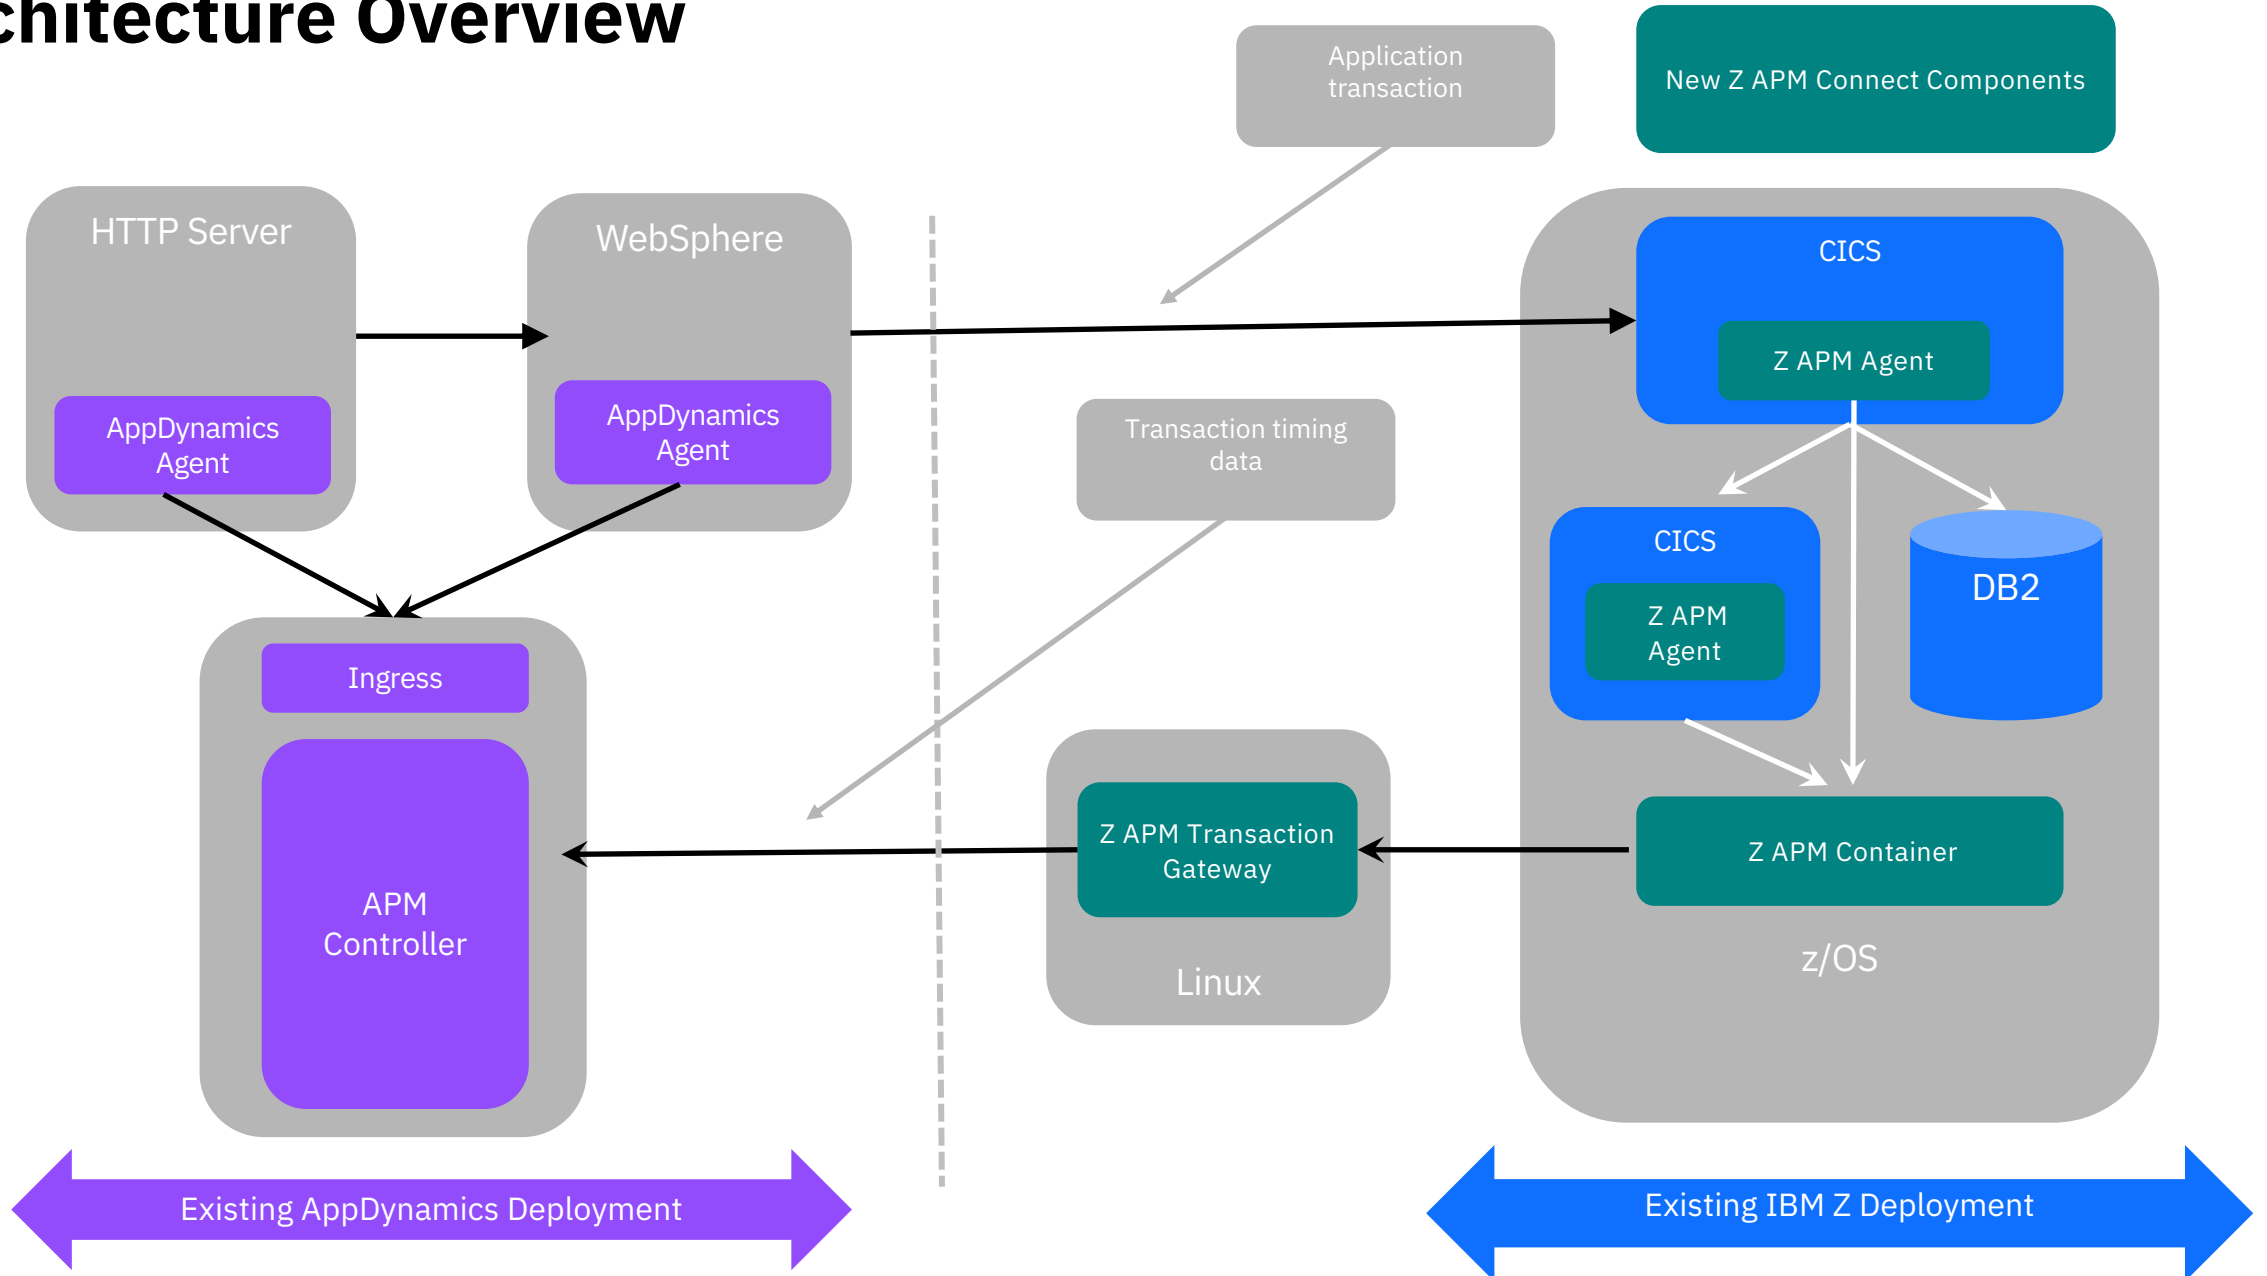 chitecture Overview
Application
transaction
New Z APM Connect Components
HTTP Server
WebSphere
CICS
Z APM Agent
AppDynamics
Agent
AppDynamics
Agent
Transaction timing
data
CICS
Z APM
Agent
DB2
Ingress
Z APM Transaction
Gateway
Z APM Container
APM
Controller
Linux
z/OS
Existing AppDynamics Deployment
Existing IBM Z Deployment